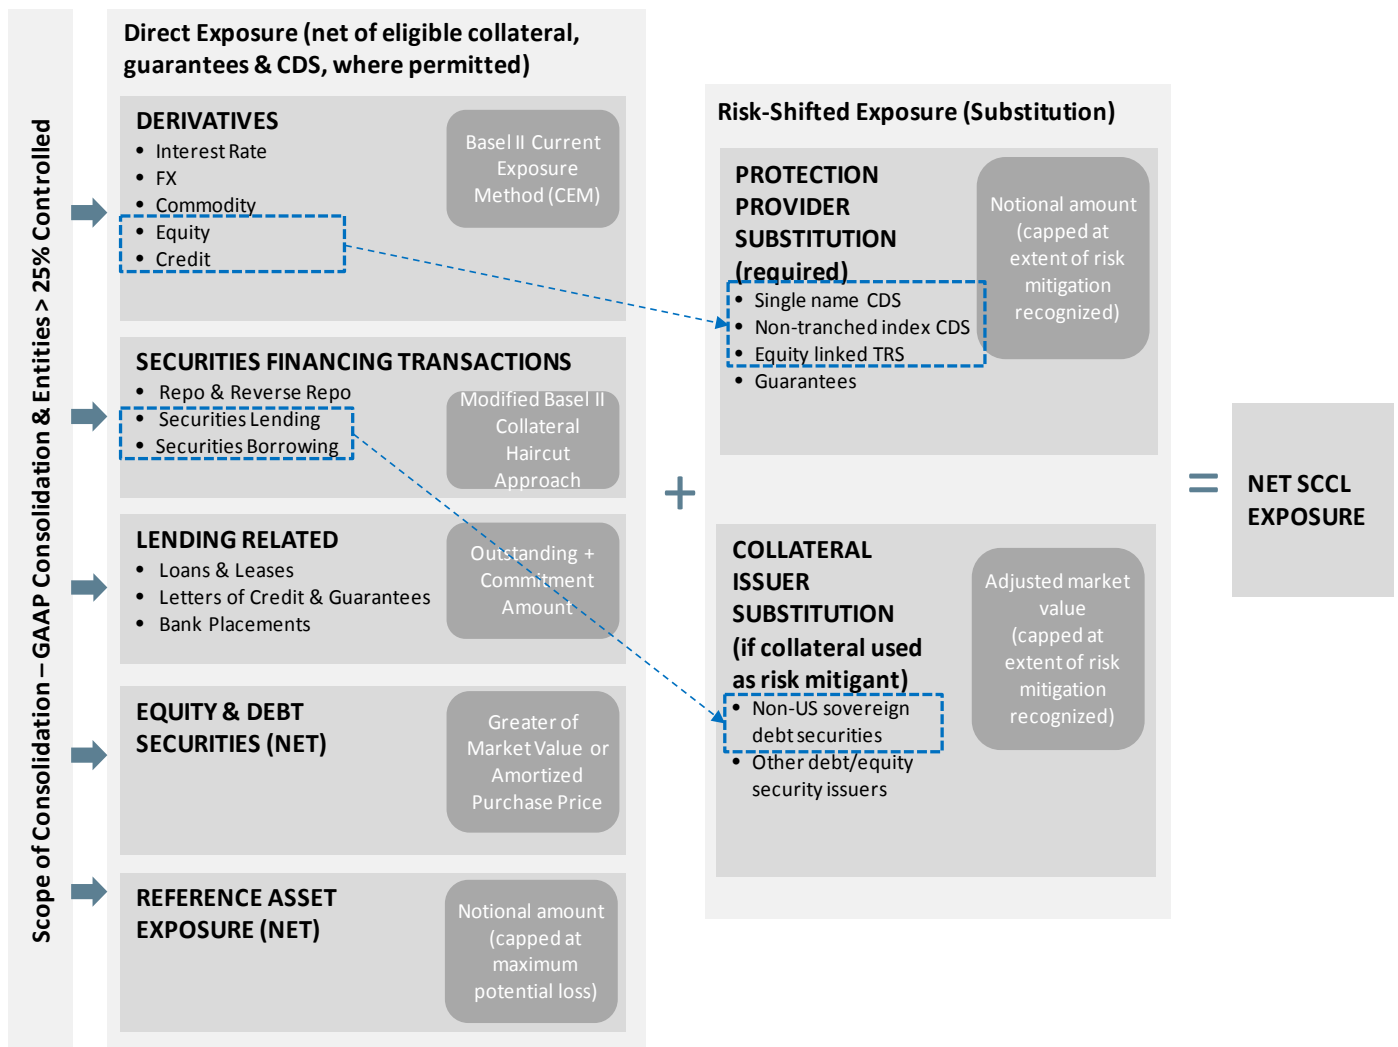 Scope of Consolidation – GAAP Consolidation & Entities > 25% Controlled
Direct Exposure (net of eligible collateral,
guarantees & CDS, where permitted)
DERIVATIVES
• Interest Rate
• FX
• Commodity
• Equity
• Credit
Basel II Current
Exposure
Method (CEM)
SECURITIES FINANCING TRANSACTIONS
• Repo & Reverse Repo
• Securities Lending
• Securities Borrowing
Modified Basel II
Collateral
Haircut
Approach
LENDING RELATED
• Loans & Leases
• Letters of Credit & Guarantees
• Bank Placements
Outstanding +
Commitment
Amount
EQUITY & DEBT
SECURITIES (NET)
Greater of
Market Value or
Amortized
Purchase Price
REFERENCE ASSET
EXPOSURE (NET)
Notional amount
(capped at
maximum
potential loss)
+
Risk-Shifted Exposure (Substitution)
PROTECTION
PROVIDER
SUBSTITUTION
(required)
• Single name CDS
• Non-tranched index CDS
• Equity linked TRS
• Guarantees
Notional amount
(capped at
extent of risk
mitigation
recognized)
COLLATERAL
ISSUER
SUBSTITUTION
(if collateral used
as risk mitigant)
• Non-US sovereign
debt securities
• Other debt/equity
security issuers
Adjusted market
value
(capped at
extent of risk
mitigation
recognized)
=
NET SCCL
EXPOSURE